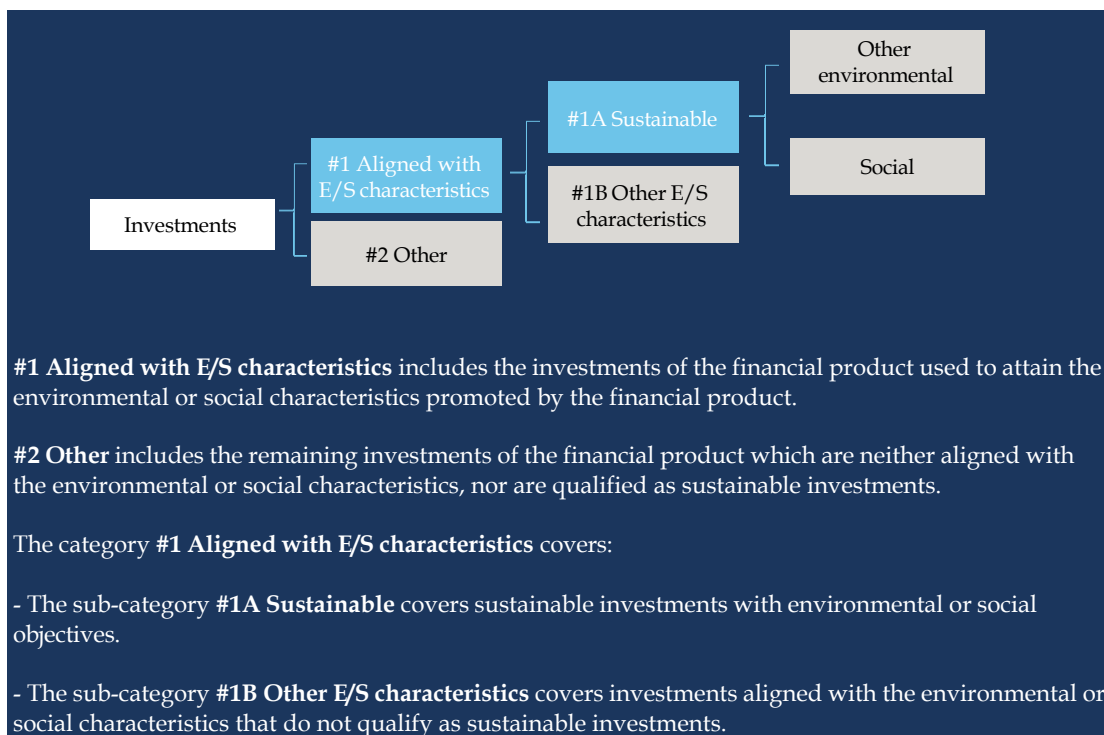 Other
environmental
#1A Sustainable
#1 Aligned with
E/S characteristics
Social
#1B Other E/S
characteristics
Investments
#2 Other
#1 Aligned with E/S characteristics includes the investments of the financial product used to attain the
environmental or social characteristics promoted by the financial product.
#2 Other includes the remaining investments of the financial product which are neither aligned with
the environmental or social characteristics, nor are qualified as sustainable investments.
The category #1 Aligned with E/S characteristics covers:
- The sub-category #1A Sustainable covers sustainable investments with environmental or social
objectives.
- The sub-category #1B Other E/S characteristics covers investments aligned with the environmental or
social characteristics that do not qualify as sustainable investments.